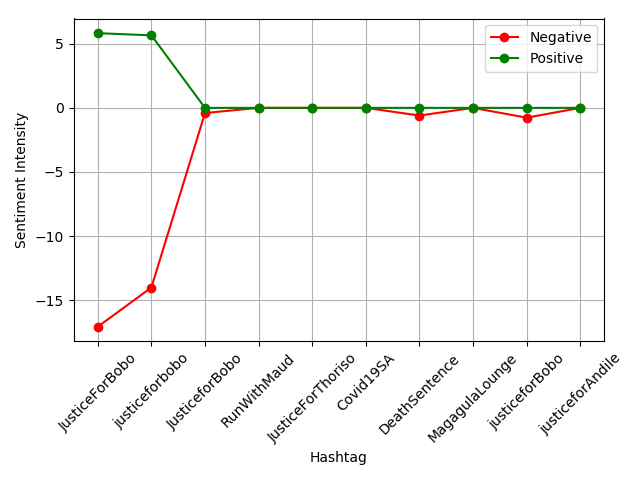 Negative
Positive
5
0
−5
−10
−15
Sentiment Intensity
JusticeForBobo
justiceforbobo
JusticeforBobo
RunWithMaud
JusticeForThoriso
Covid19SA
DeathSentence
MagagulaLounge
justiceforBobo
justiceforAndile
Hashtag